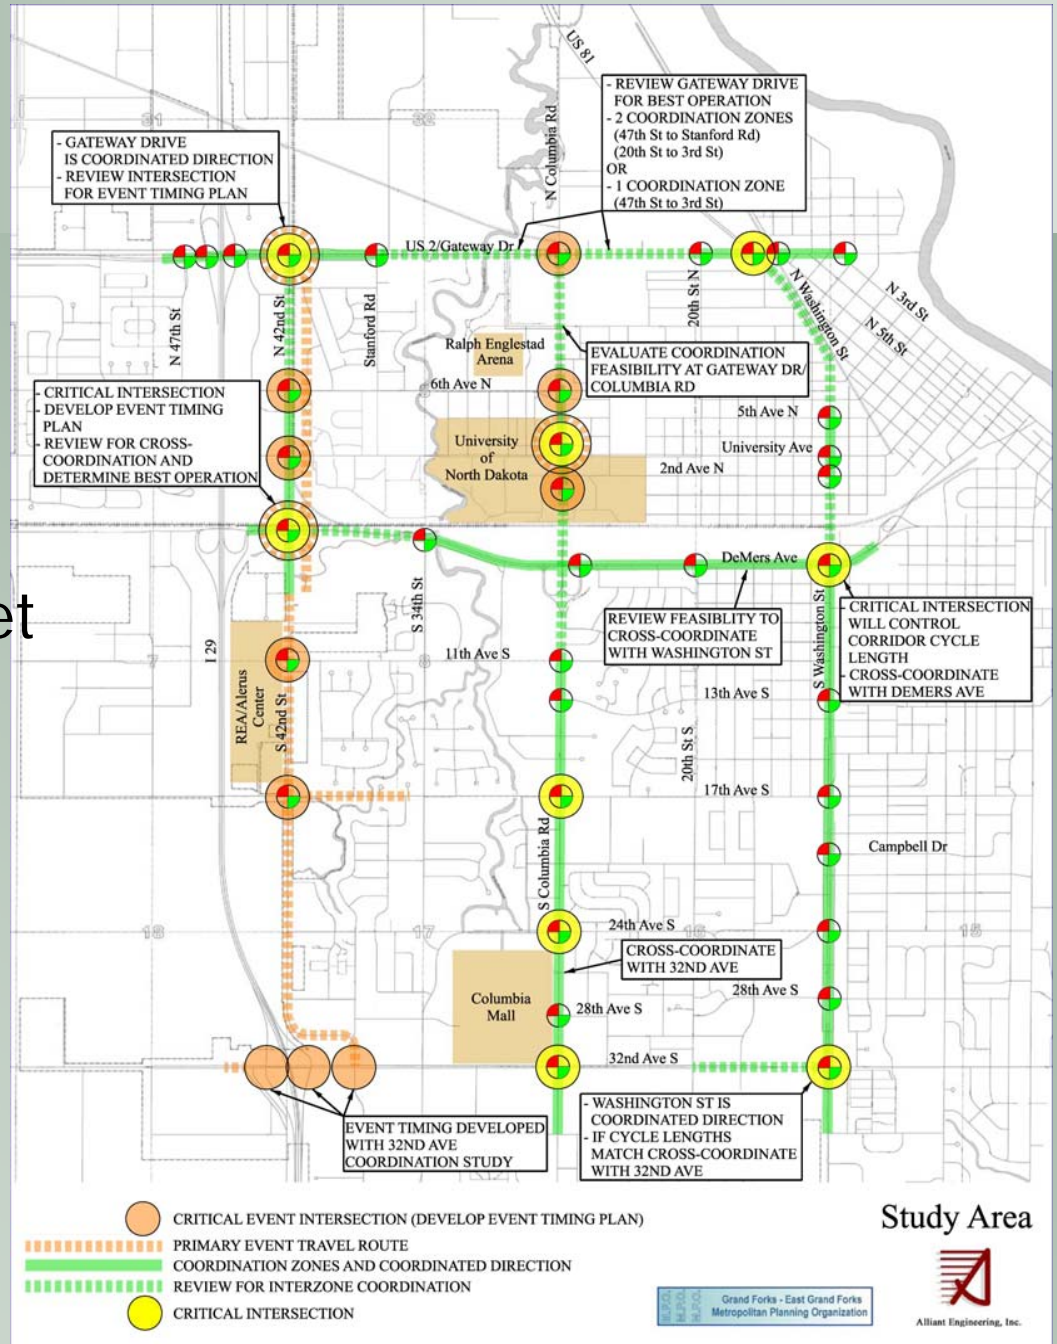 US 81
- REVIEW GATEWAY DRIVE
FOR BEST OPERATION
- 2 COORDINATION ZONES
(47th St to Stanford Rd)
(20th St to 3rd St)
OR
- 1 COORDINATION ZONE
(47th St to 3rd St)
31
32
N Columbia Rd
- GATEWAY DRIVE
IS COORDINATED DIRECTION
- REVIEW INTERSECTION
FOR EVENT TIMING PLAN
US 2/Gateway Dr
N 47th St
N 42nd St
Stanford Rd
20th St N
N Washington St
N 3rd St
N 5th St
Ralph Englestad
Arena
EVALUATE COORDINATION
FEASIBILITY AT GATEWAY DR/
COLUMBIA RD
6th Ave N
- CRITICAL INTERSECTION
- DEVELOP EVENT TIMING
PLAN
- REVIEW FOR CROSS-
COORDINATION AND
DETERMINE BEST OPERATION
5th Ave N
University
of
North Dakota
University Ave
2nd Ave N
DeMers Ave
et
S 34th St
REVIEW FEASIBLITY TO
CROSS-COORDINATE
WITH WASHINGTON ST
S Washington St
- CRITICAL INTERSECTION
WILL CONTROL
CORRIDOR CYCLE
LENGTH
- CROSS-COORDINATE
WITH DEMERS AVE
I 29
7
8
11th Ave S
REA/Alerus
Center
S 42nd St
13th Ave S
20th St S
17th Ave S
S Columbia Rd
Campbell Dr
18
17
16
15
24th Ave S
CROSS-COORDINATE
WITH 32ND AVE
Columbia
Mall
28th Ave S
28th Ave S
32nd Ave S
EVENT TIMING DEVELOPED
WITH 32ND AVE
COORDINATION STUDY
- WASHINGTON ST IS
COORDINATED DIRECTION
- IF CYCLE LENGTHS
MATCH CROSS-COORDINATE
WITH 32ND AVE
CRITICAL EVENT INTERSECTION (DEVELOP EVENT TIMING PLAN)
PRIMARY EVENT TRAVEL ROUTE
COORDINATION ZONES AND COORDINATED DIRECTION
REVIEW FOR INTERZONE COORDINATION
CRITICAL INTERSECTION
Study Area
M.P.O.
M.P.O.
M.P.O.
Grand Forks - East Grand Forks
Metropolitan Planning Organization
Alliant Engineering, Inc.